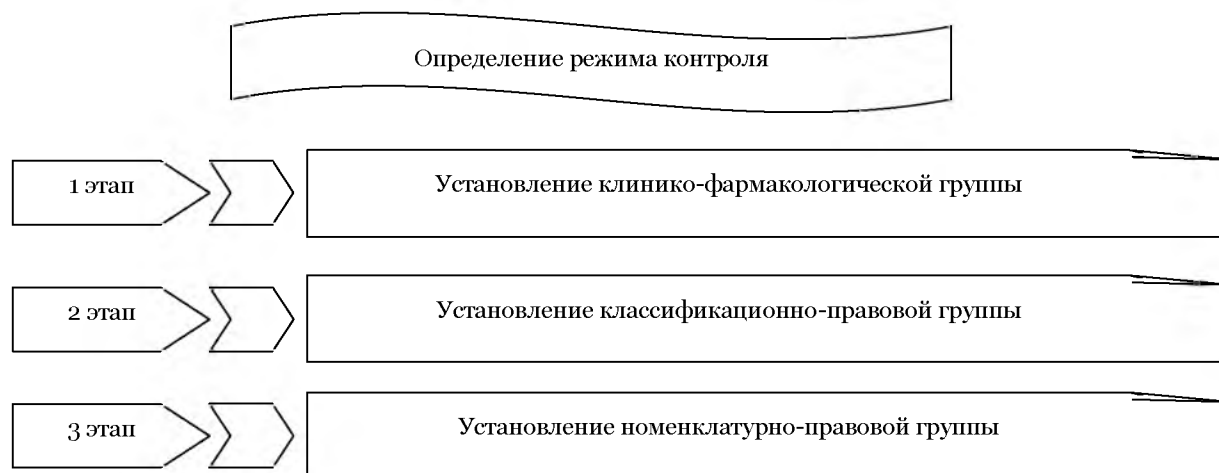 Определение режима контроля
1 этап
Установление клинико-фармакологической группы
2 этап
Установление классификационно-правовой группы
3 этап
Установление номенклатурно-правовой группы